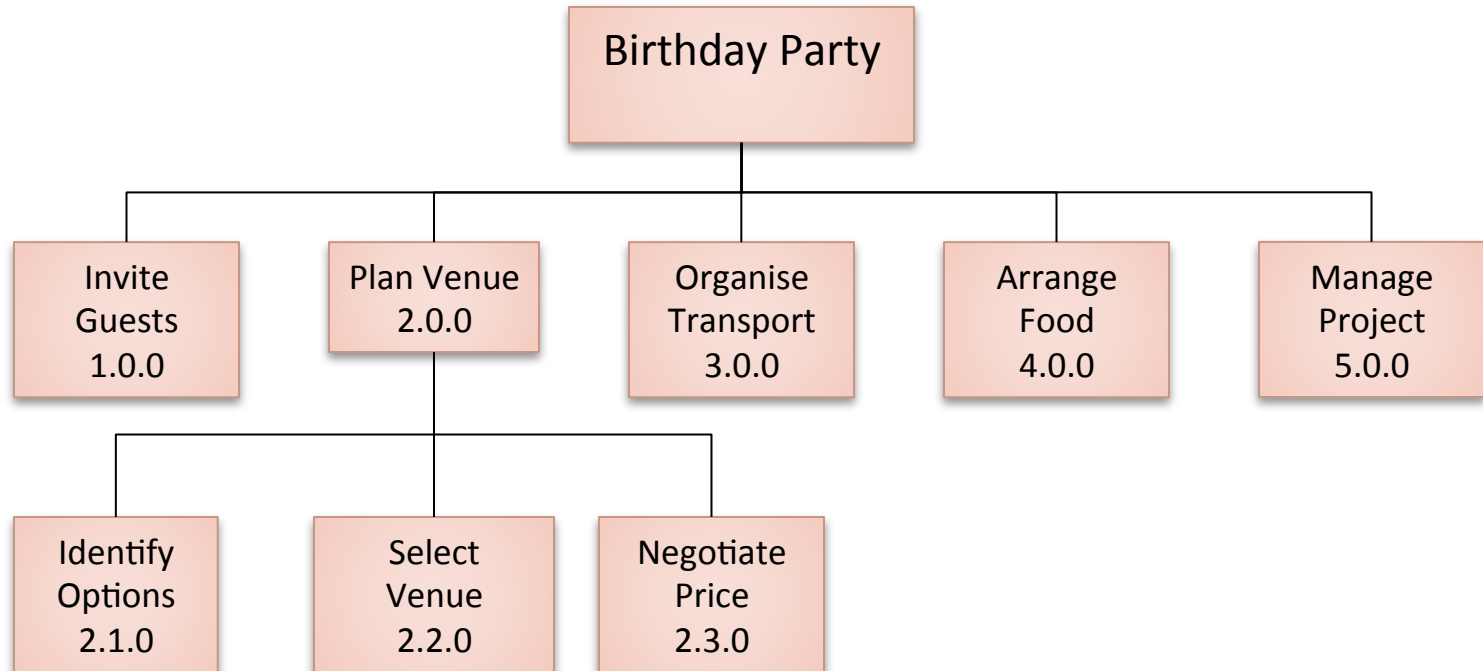 Birthday Party
Invite
Guests
1.0.0
Plan Venue
2.0.0
Organise
Transport
3.0.0
Arrange
Food
4.0.0
Manage
Project
5.0.0
Identify
Options
2.1.0
Select
Venue
2.2.0
Negotiate
Price
2.3.0